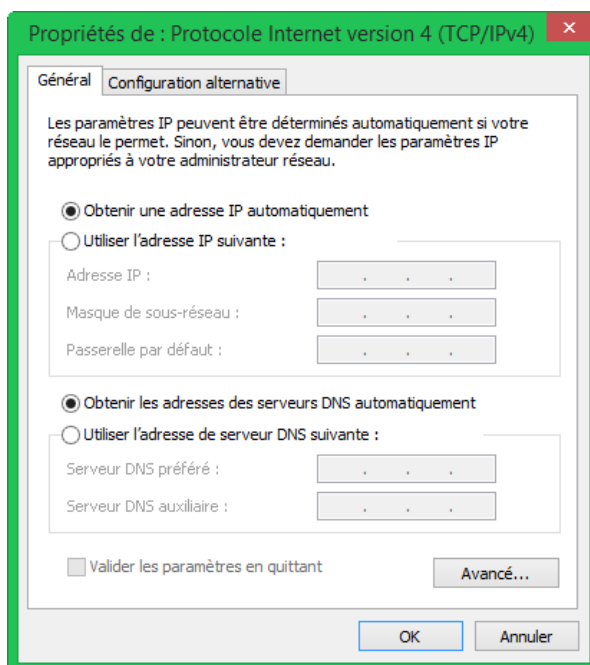 Propriétés de : Protocole Internet version 4 (TCP/IPv4)
Général
Configuration alternative
Les paramètres IP peuvent être déterminés automatiquement si votre
réseau le permet. Sinon, vous devez demander les paramètres IP
appropriés à votre administrateur réseau.
Obtenir une adresse IP automatiquement
Utiliser l'adresse IP suivante :
Adresse IP :
Masque de sous-réseau :
Passerelle par défaut :
Obtenir les adresses des serveurs DNS automatiquement
Utiliser l'adresse de serveur DNS suivante :
Serveur DNS préféré :
Serveur DNS auxiliaire :
Valider les paramètres en quittant
Avancé...
OK
Annuler